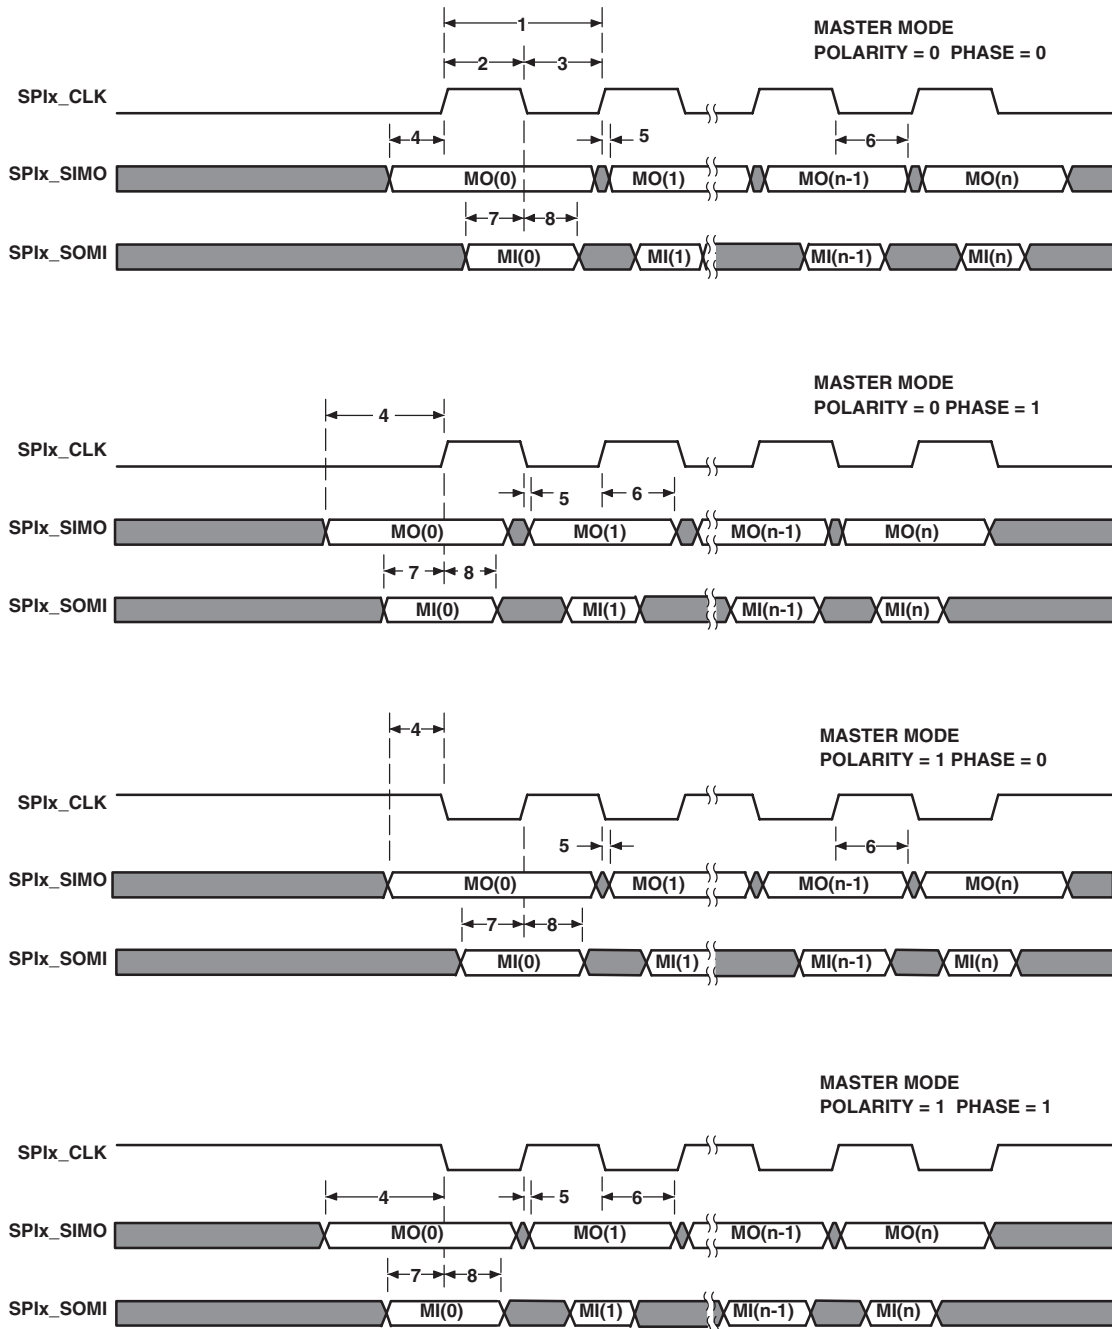 1
MASTER MODE
POLARITY = 0 PHASE = 0
2 3
SPIx_CLK
4 5 6
SPIx_SIMO MO(0) MO(1) MO(n-1) MO(n)
7 8
SPIx_SOMI MI(0) MI(1) MI(n-1) MI(n)
MASTER MODE
POLARITY = 0 PHASE = 1
4
SPIx_CLK
5 6
SPIx_SIMO MO(0) MO(1) MO(n-1) MO(n)
7 8
SPIx_SOMI MI(0) MI(1) MI(n-1) MI(n)
4
MASTER MODE
POLARITY = 1 PHASE = 0
SPIx_CLK
5 6
SPIx_SIMO MO(0) MO(1) MO(n-1) MO(n)
7 8
SPIx_SOMI MI(0) MI(1) MI(n-1) MI(n)
MASTER MODE
POLARITY = 1 PHASE = 1
SPIx_CLK
4 5 6
SPIx_SIMO MO(0) MO(1) MO(n-1) MO(n)
7 8
SPIx_SOMI MI(0) MI(1) MI(n-1) MI(n)